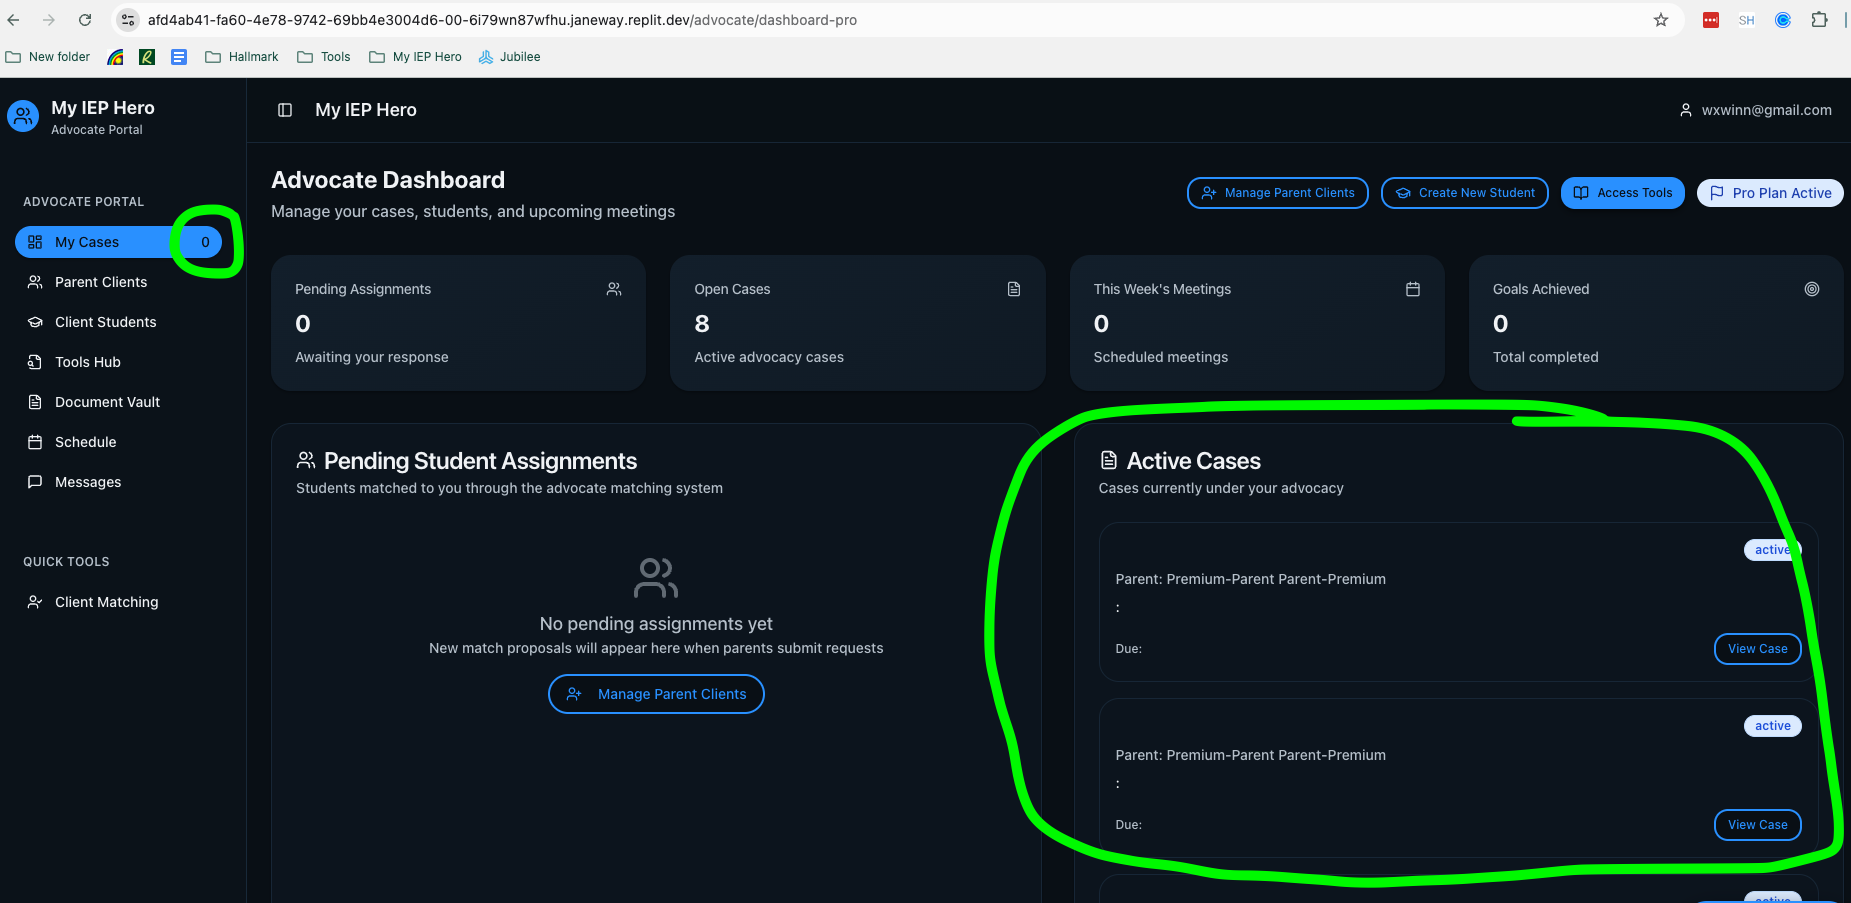 afd4ab41-fa60-4e78-9742-69bb4e3004d6-00-6i79wn87wfhu.janeway.replit.dev/advocate/dashboard-pro
SH
New folder
Hallmark
Tools
My IEP Hero
Jubilee
My IEP Hero
Advocate Portal
My IEP Hero
wxwinn@gmail.com
ADVOCATE PORTAL
My Cases 0
Parent Clients
Client Students
Tools Hub
Document Vault
Schedule
Messages
QUICK TOOLS
Client Matching
Advocate Dashboard
Manage your cases, students, and upcoming meetings
Manage Parent Clients
Create New Student
Access Tools
Pro Plan Active
Pending Assignments
0
Awaiting your response
Open Cases
8
Active advocacy cases
This Week's Meetings
0
Scheduled meetings
Goals Achieved
0
Total completed
Pending Student Assignments
Students matched to you through the advocate matching system
No pending assignments yet
New match proposals will appear here when parents submit requests
Manage Parent Clients
Active Cases
Cases currently under your advocacy
active
Parent: Premium-Parent Parent-Premium
:
Due:
View Case
active
Parent: Premium-Parent Parent-Premium
:
Due:
View Case
active